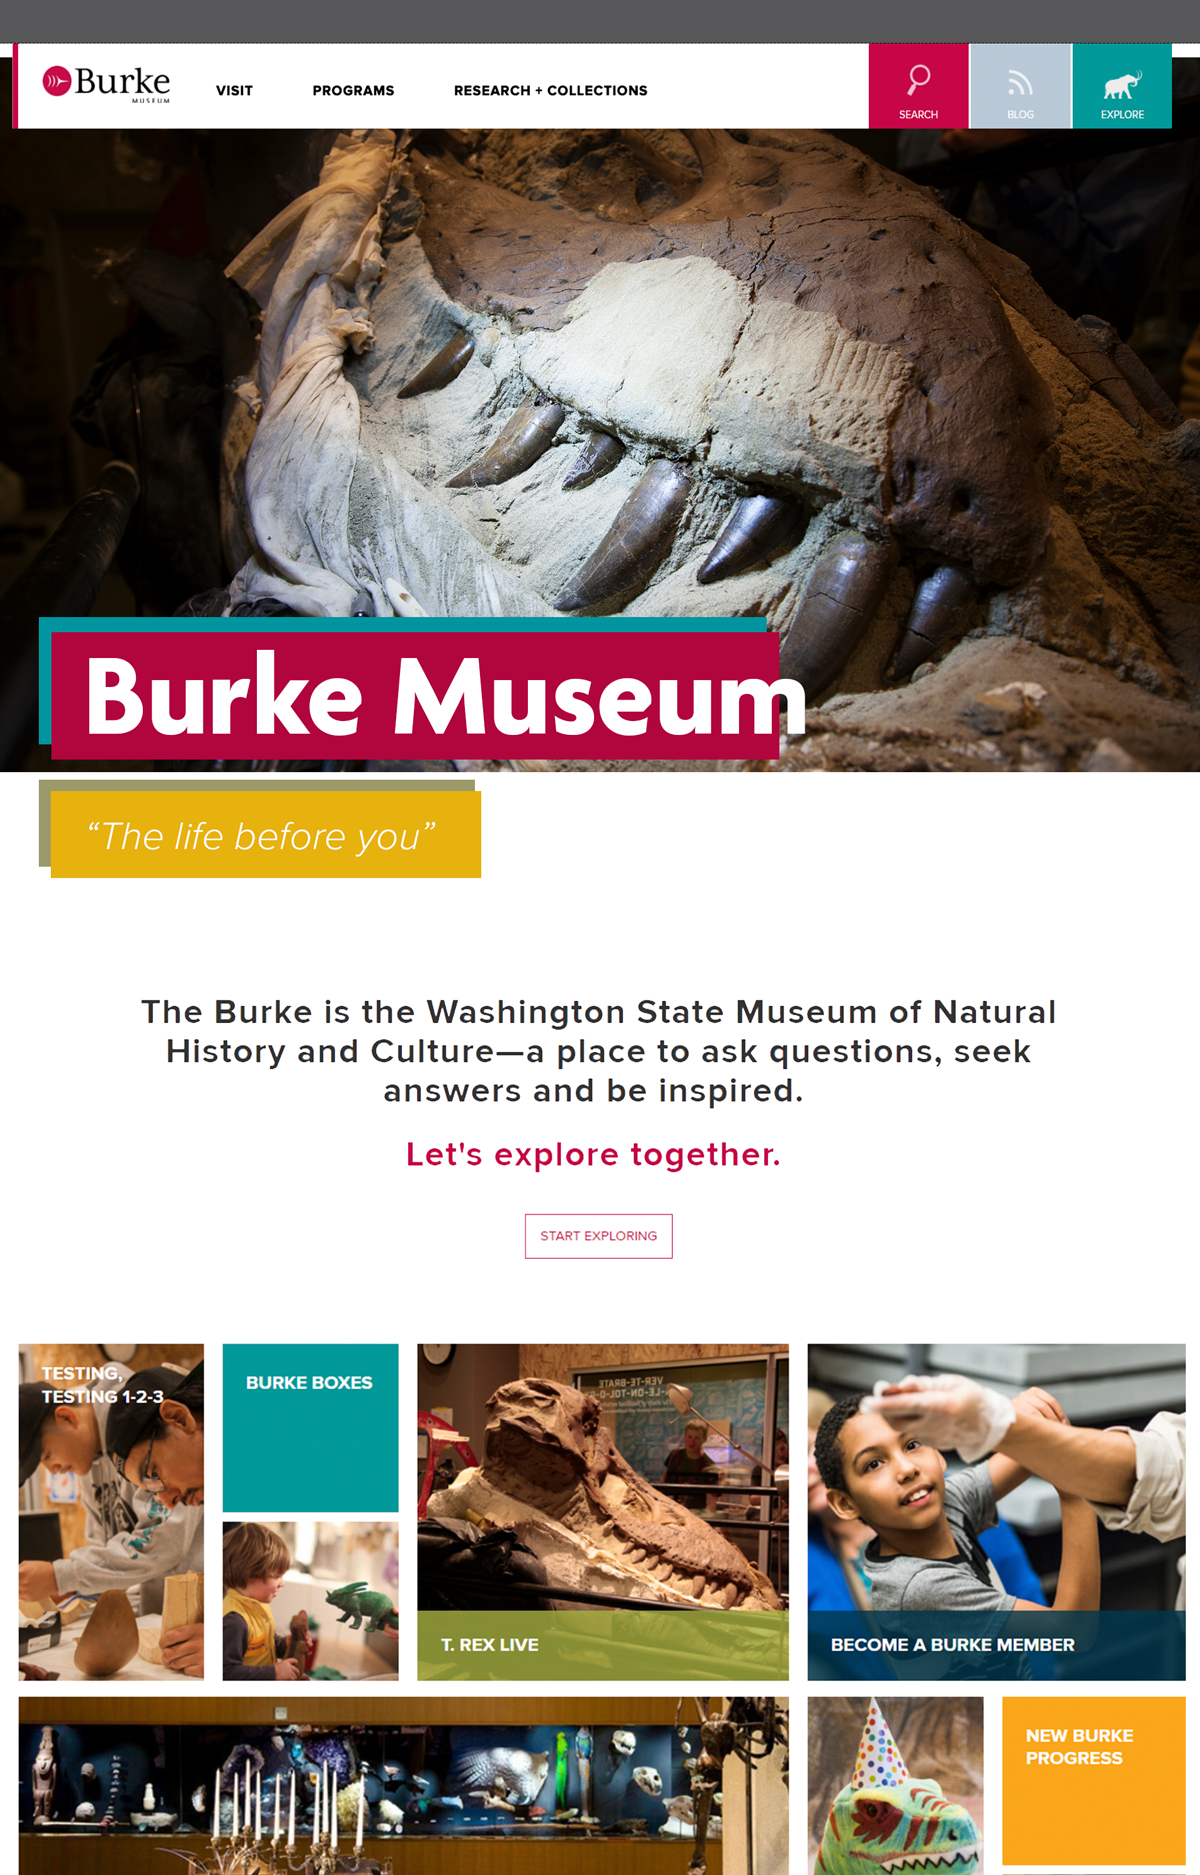 Burke
MUSEUM
VISIT
PROGRAMS
RESEARCH + COLLECTIONS
SEARCH
BLOG
EXPLORE
Burke Museum
“The life before you”
The Burke is the Washington State Museum of Natural
History and Culture—a place to ask questions, seek
answers and be inspired.
Let's explore together.
START EXPLORING
TESTING,
TESTING 1-2-3
BURKE BOXES
T. REX LIVE
BECOME A BURKE MEMBER
NEW BURKE
PROGRESS